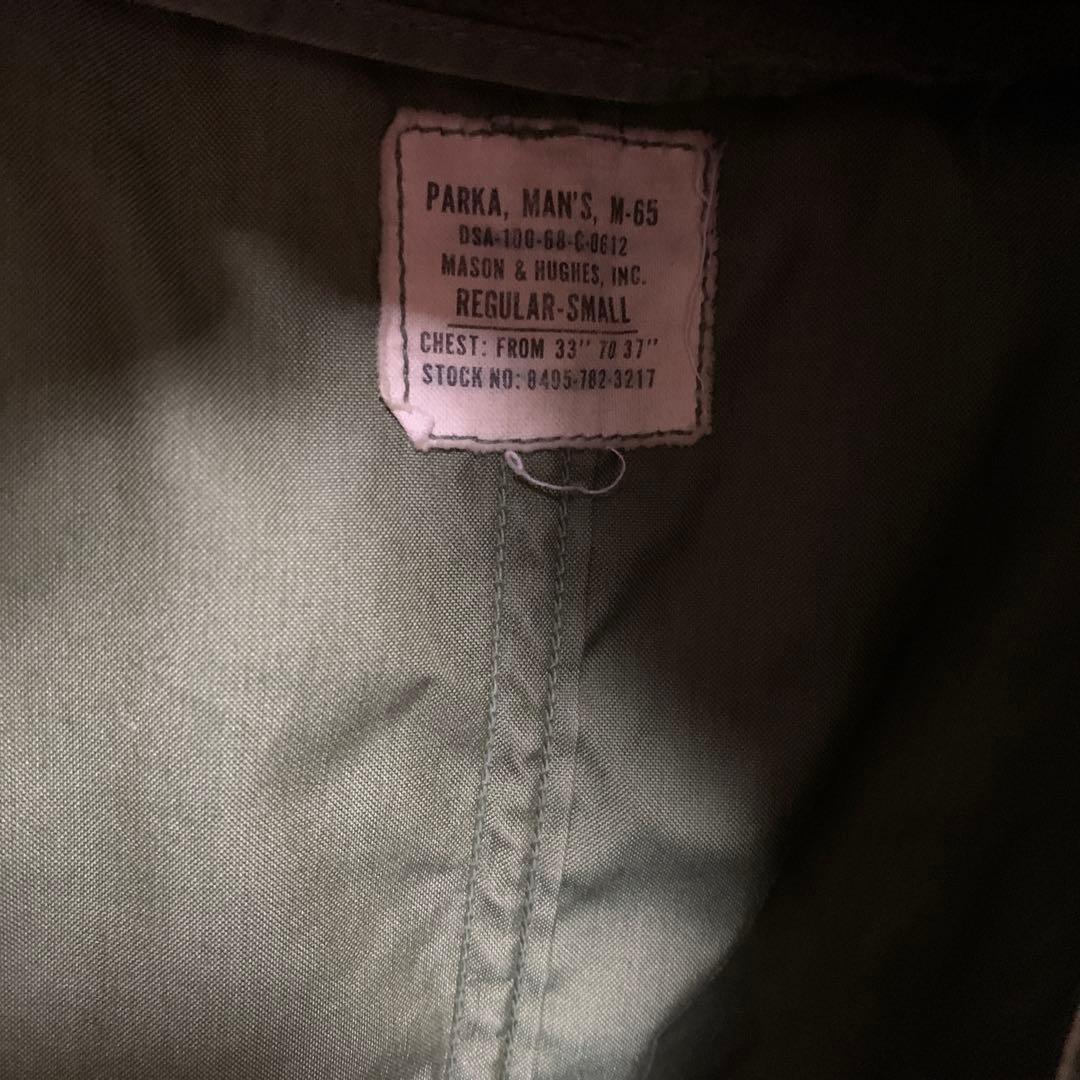 PARKA, MAN'S, M-65
DSA-100-68-C-0612
MASON & HUGHES, INC.
REGULAR-SMALL
CHEST: FROM 33" TO 37"
STOCK NO: 8405-782-3217